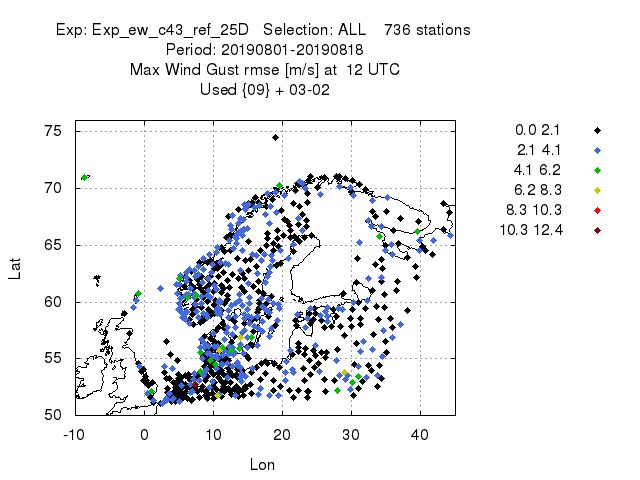 Exp: Exp_ew_c43_ref_25D Selection: ALL 736 stations
Period: 20190801-20190818
Max Wind Gust rmse [m/s] at 12 UTC
Used {09} + 03-02
0.0 2.1
2.1 4.1
4.1 6.2
6.2 8.3
8.3 10.3
10.3 12.4
75
70
65
60
55
50
Lat
-10 0 10 20 30 40
Lon